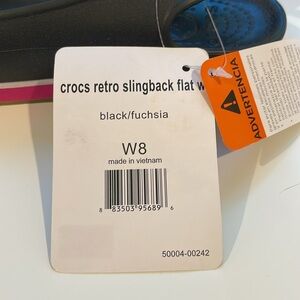 crocs retro slingback flat w
black/fuchsia
W8
made in vietnam
8 83503 95689 6
50004-00242
ADVERTENCIA